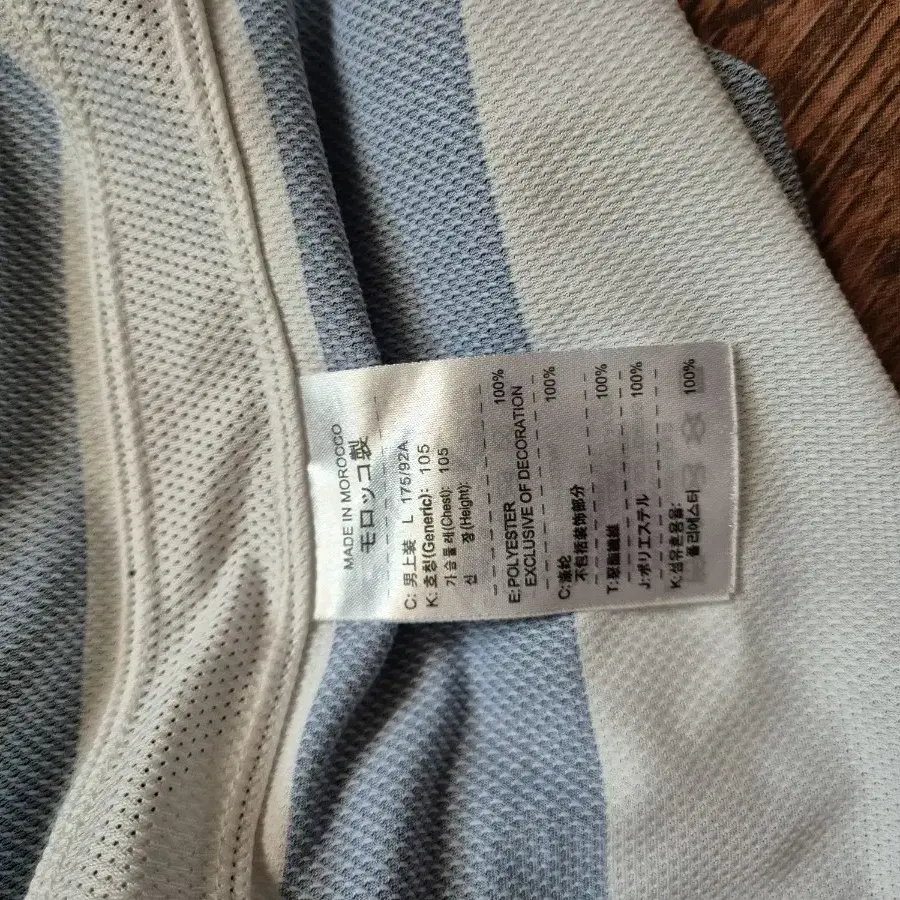 MADE IN MOROCCO
モロッコ製
C: 男上装 L 175/92A
K: 호칭(Generic): 105
가슴둘레(Chest): 105
신 장(Height):
E: POLYESTER 100%
EXCLUSIVE OF DECORATION
C: 涤纶 100%
不包括装饰部分
T: 聚酯纖維 100%
J: ポリエステル 100%
K: 섬유혼용율:
폴리에스터 100%